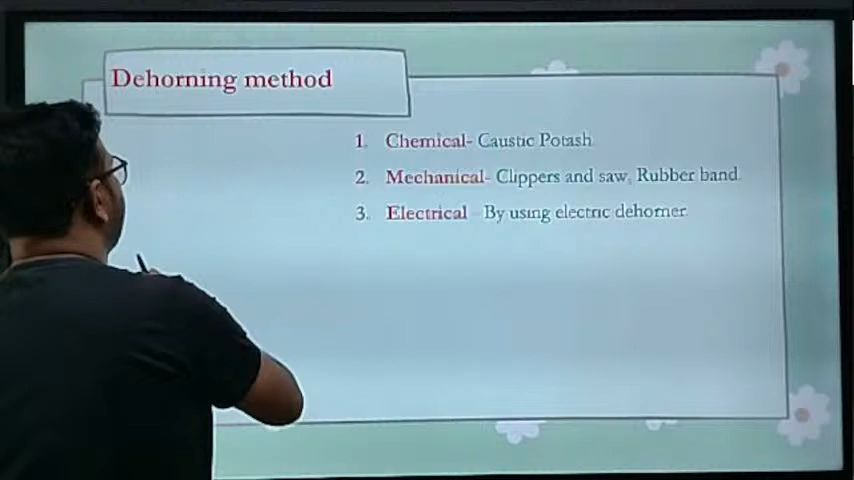 Dehorning method
1. Chemical- Caustic Potash
2. Mechanical- Clippers and saw, Rubber band.
3. Electrical - By using electric dehorner.